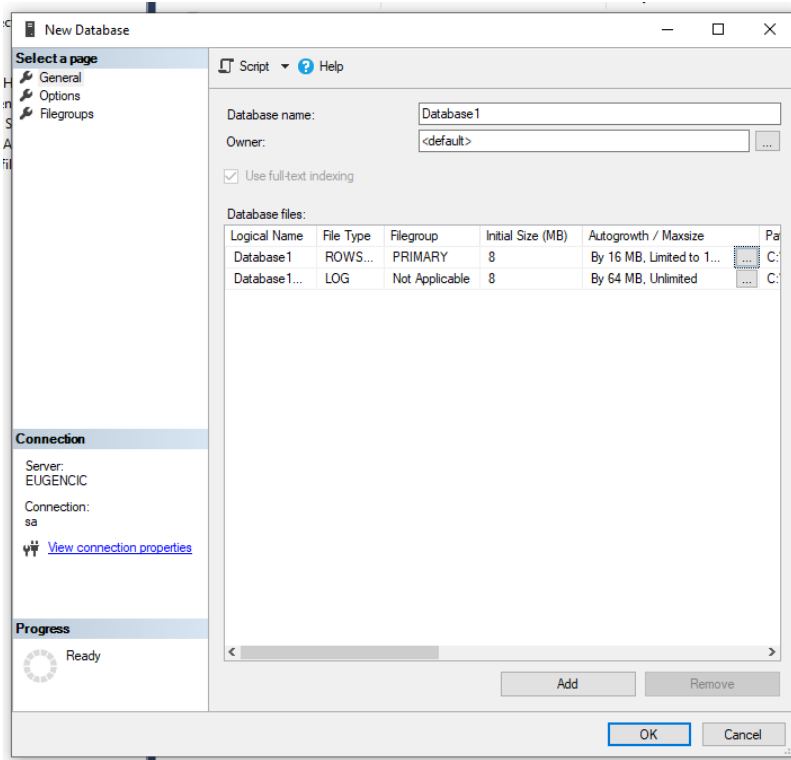 New Database
Select a page
General
Options
Filegroups
Script Help
Database name: Database1
Owner: <default> ...
Use full-text indexing
Database files:
Logical Name File Type Filegroup Initial Size (MB) Autogrowth / Maxsize
Database1 ROWS... PRIMARY 8 By 16 MB, Limited to 1... ... C:
Database1... LOG Not Applicable 8 By 64 MB, Unlimited ... C:
Connection
Server:
EUGENCIC
Connection:
sa
View connection properties
Progress
Ready
Add Remove
OK Cancel